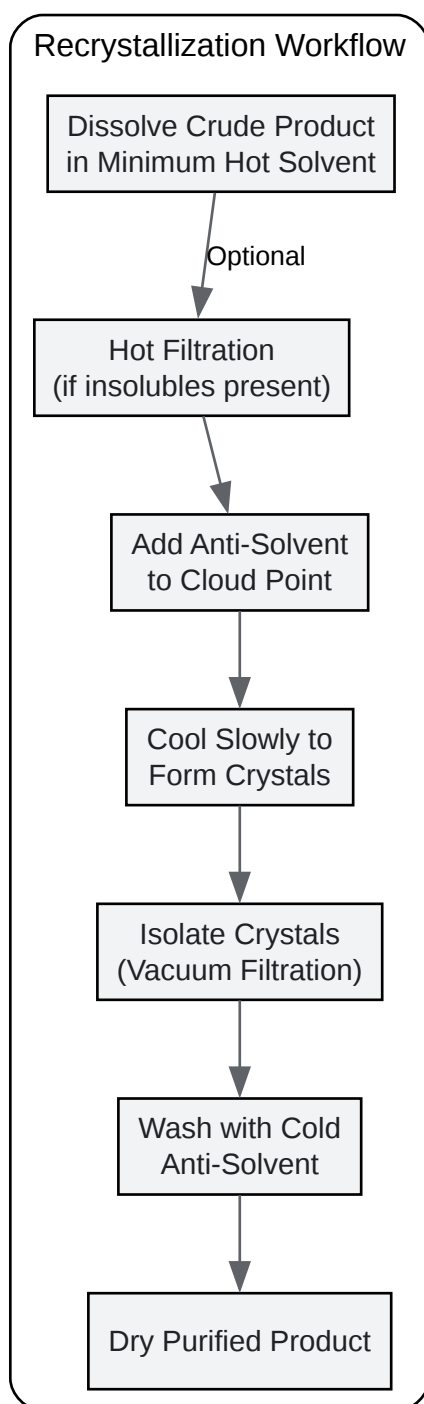 Recrystallization Workflow
Dissolve Crude Product
in Minimum Hot Solvent
Optional
Hot Filtration
(if insolubles present)
Add Anti-Solvent
to Cloud Point
Cool Slowly to
Form Crystals
Isolate Crystals
(Vacuum Filtration)
Wash with Cold
Anti-Solvent
Dry Purified Product